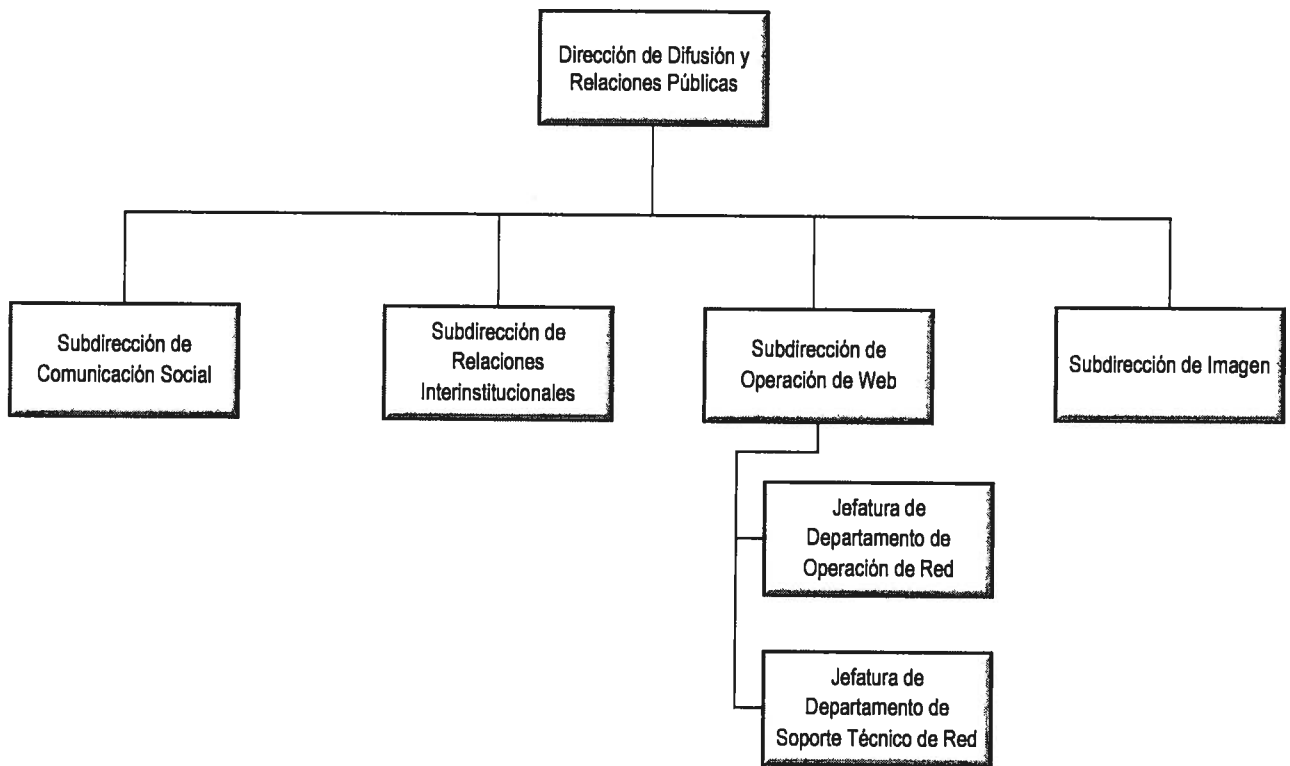 Dirección de Difusión y
Relaciones Públicas
Subdirección de
Comunicación Social
Subdirección de
Relaciones
Interinstitucionales
Subdirección de
Operación de Web
Subdirección de Imagen
Jefatura de
Departamento de
Operación de Red
Jefatura de
Departamento de
Soporte Técnico de Red